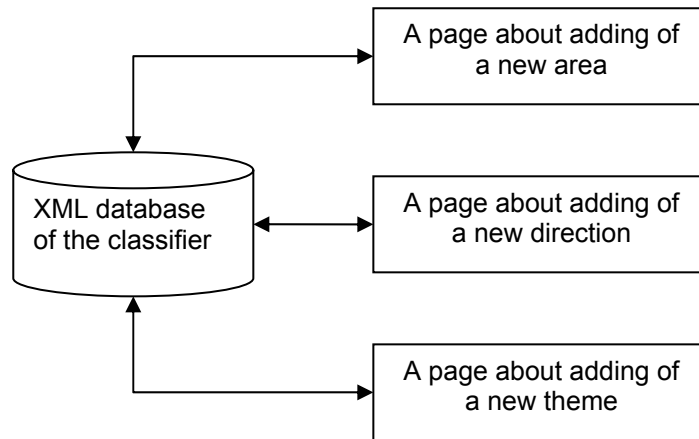 A page about adding of
a new area
XML database
of the classifier
A page about adding of
a new direction
A page about adding of
a new theme